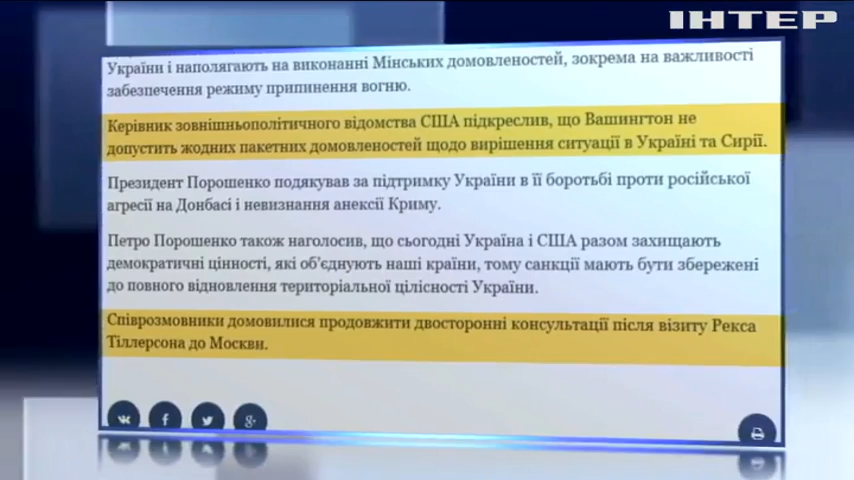 ІНТЕР
України і наполягають на виконанні Мінських домовленостей, зокрема на важливості
забезпечення режиму припинення вогню.
Керівник зовнішньополітичного відомства США підкреслив, що Вашингтон не
допустить жодних пакетних домовленостей щодо вирішення ситуації в Україні та Сирії.
Президент Порошенко подякував за підтримку України в її боротьбі проти російської
агресії на Донбасі і невизнання анексії Криму.
Петро Порошенко також наголосив, що сьогодні Україна і США разом захищають
демократичні цінності, які об’єднують наші країни, тому санкції мають бути збережені
до повного відновлення територіальної цілісності України.
Співрозмовники домовилися продовжити двосторонні консультації після візиту Рекса
Тіллерсона до Москви.